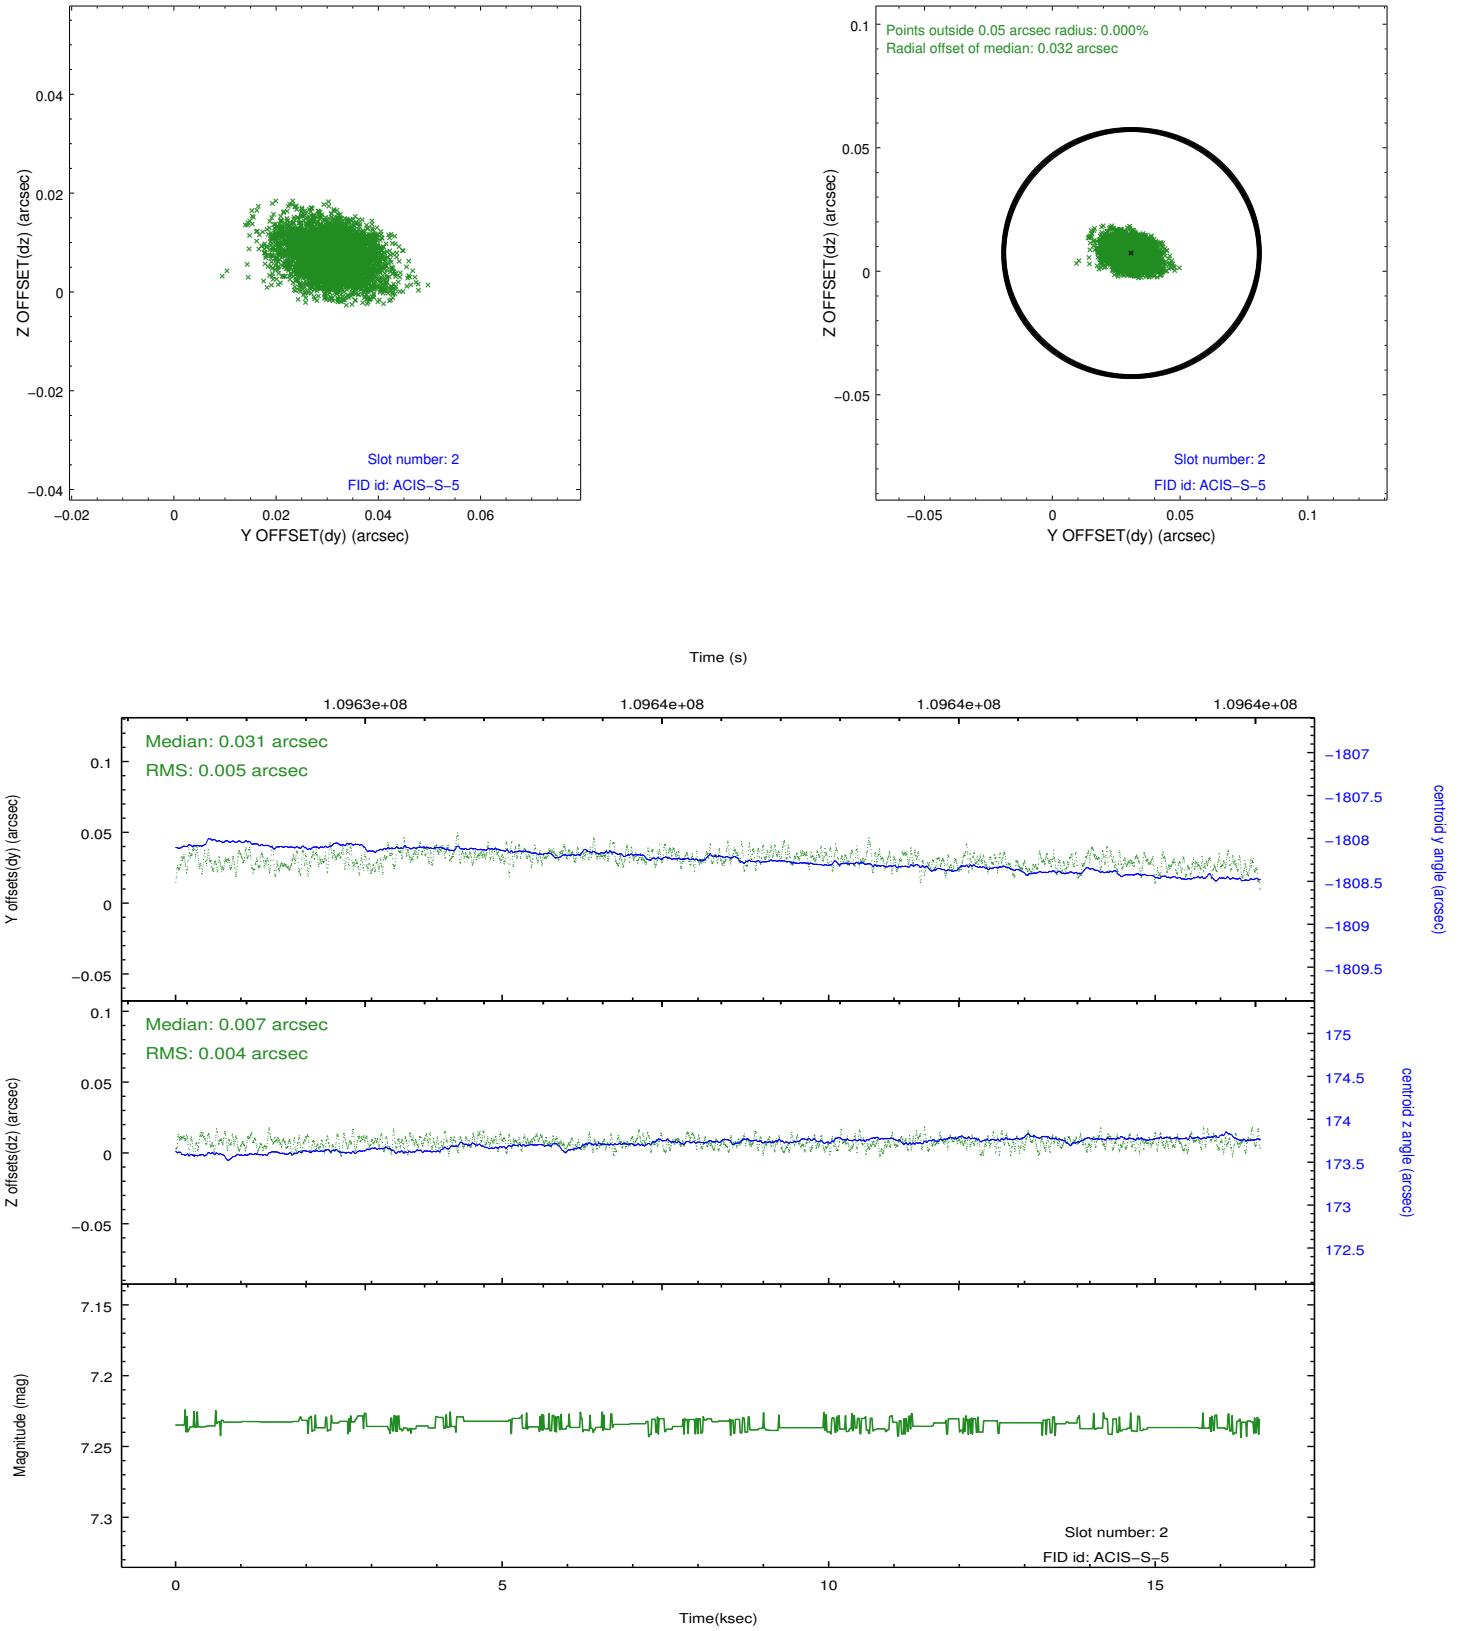 0.04
0.02
0
−0.02
−0.04
Z OFFSET(dz) (arcsec)
Slot number: 2
FID id: ACIS−S−5
−0.02
0
0.02
0.04
0.06
Y OFFSET(dy) (arcsec)
Points outside 0.05 arcsec radius: 0.000%
Radial offset of median: 0.032 arcsec
0.1
0.05
0
−0.05
Z OFFSET(dz) (arcsec)
Slot number: 2
FID id: ACIS−S−5
−0.05
0
0.05
0.1
Y OFFSET(dy) (arcsec)
Time (s)
1.0963e+08
1.0964e+08
1.0964e+08
1.0964e+08
Median: 0.031 arcsec
RMS: 0.005 arcsec
0.1
0.05
0
−0.05
Y offsets(dy) (arcsec)
−1807
−1807.5
−1808
−1808.5
−1809
−1809.5
centroid y angle (arcsec)
Median: 0.007 arcsec
RMS: 0.004 arcsec
0.1
0.05
0
−0.05
Z offsets(dz) (arcsec)
175
174.5
174
173.5
173
172.5
centroid z angle (arcsec)
7.15
7.2
7.25
7.3
Magnitude (mag)
Slot number: 2
FID id: ACIS−S−5
0
5
10
15
Time(ksec)